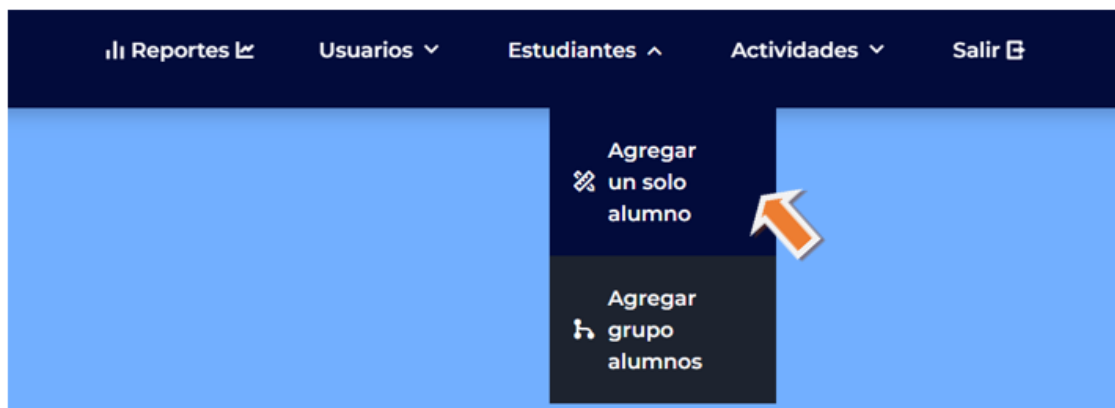 Reportes
Usuarios
Estudiantes
Actividades
Salir
Agregar
un solo
alumno
Agregar
grupo
alumnos